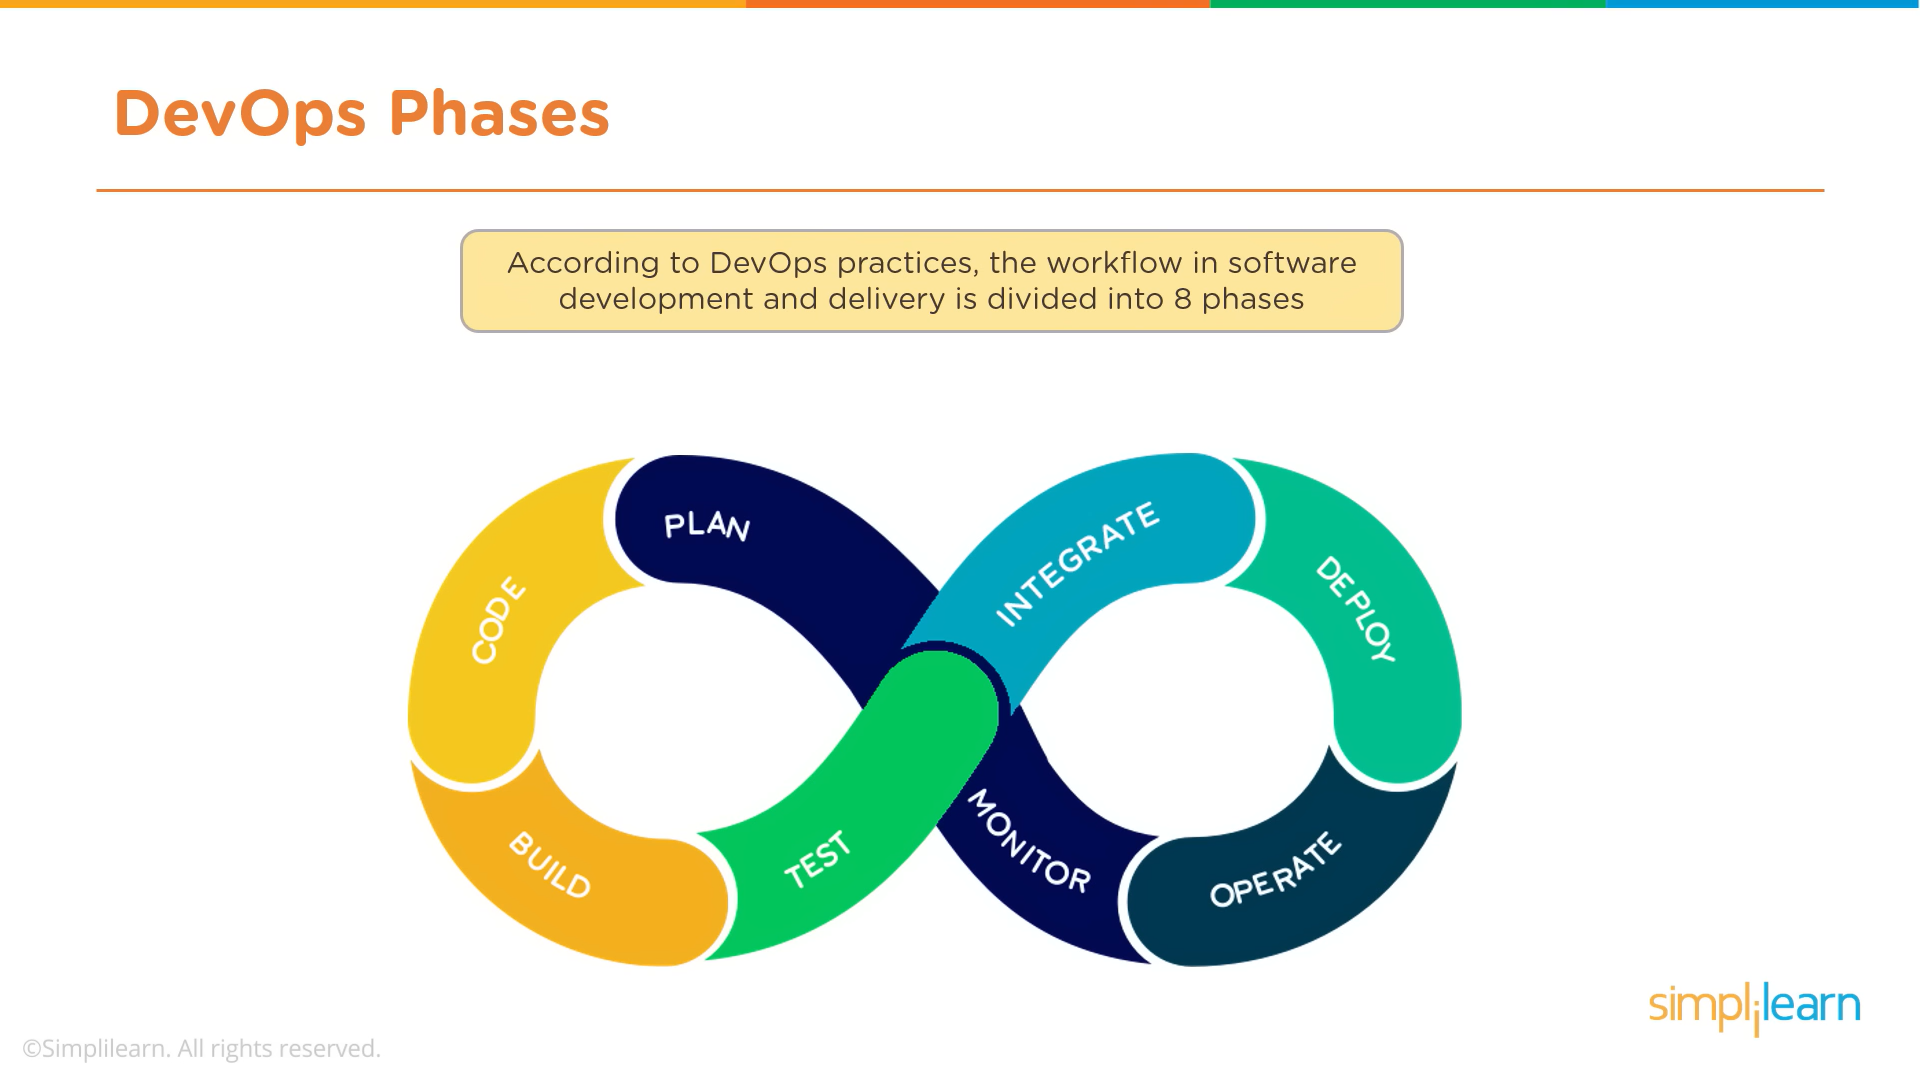 DevOps Phases
According to DevOps practices, the workflow in software
development and delivery is divided into 8 phases
PLAN
CODE
BUILD
TEST
INTEGRATE
DEPLOY
OPERATE
MONITOR
simplilearn
©Simplilearn. All rights reserved.